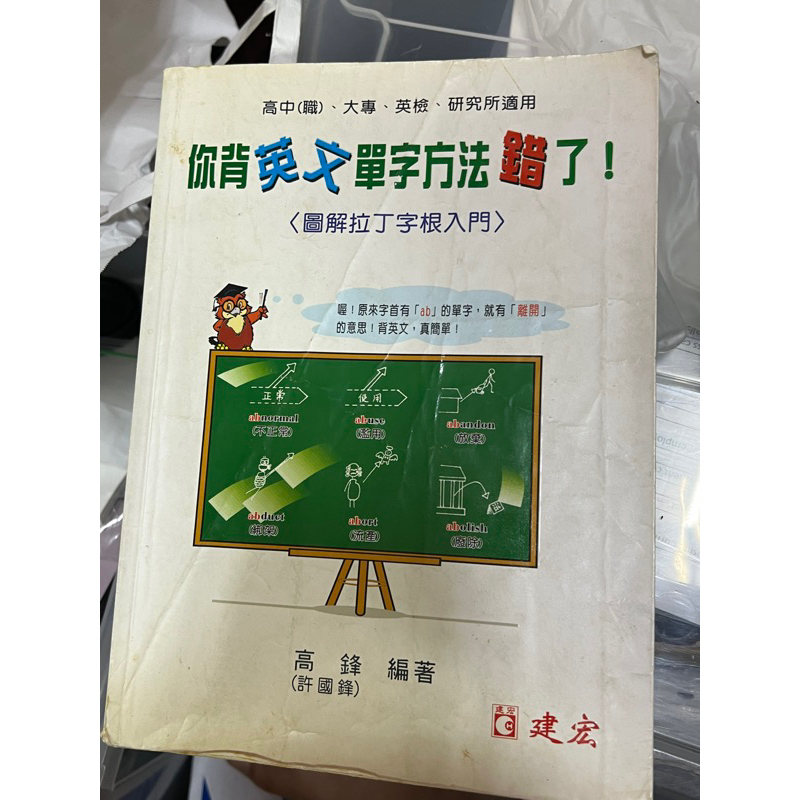 高中(職)、大專、英檢、研究所適用
你背英文單字方法錯了！
〈圖解拉丁字根入門〉
喔！原來字首有「ab」的單字，就有「離開」
的意思！背英文，真簡單！
正常
使用
abnormal
abuse
abandon
(不正常)
(濫用)
(放棄)
abduct
abort
abolish
(綁架)
(流產)
(廢除)
高鋒 編著
(許國鋒)
建宏
建宏